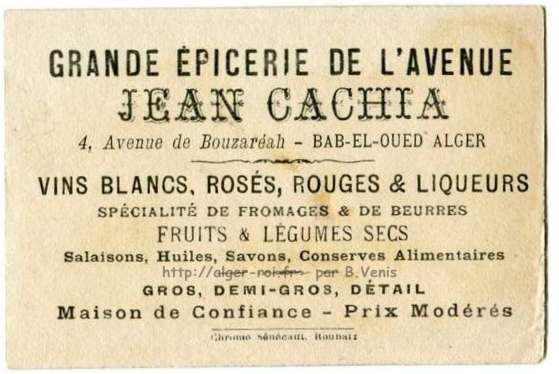 GRANDE ÉPICERIE DE L'AVENUE
JEAN CACHIA
4, Avenue de Bouzaréah – BAB-EL-OUED ALGER
VINS BLANCS, ROSÉS, ROUGES & LIQUEURS
SPÉCIALITÉ DE FROMAGES & DE BEURRES
FRUITS & LÉGUMES SECS
Salaisons, Huiles, Savons, Conserves Alimentaires
http://alger-roi.fr- par B.Venis
GROS, DEMI-GROS, DÉTAIL
Maison de Confiance – Prix Modérés
Chromo Sénécaut, Roubaix